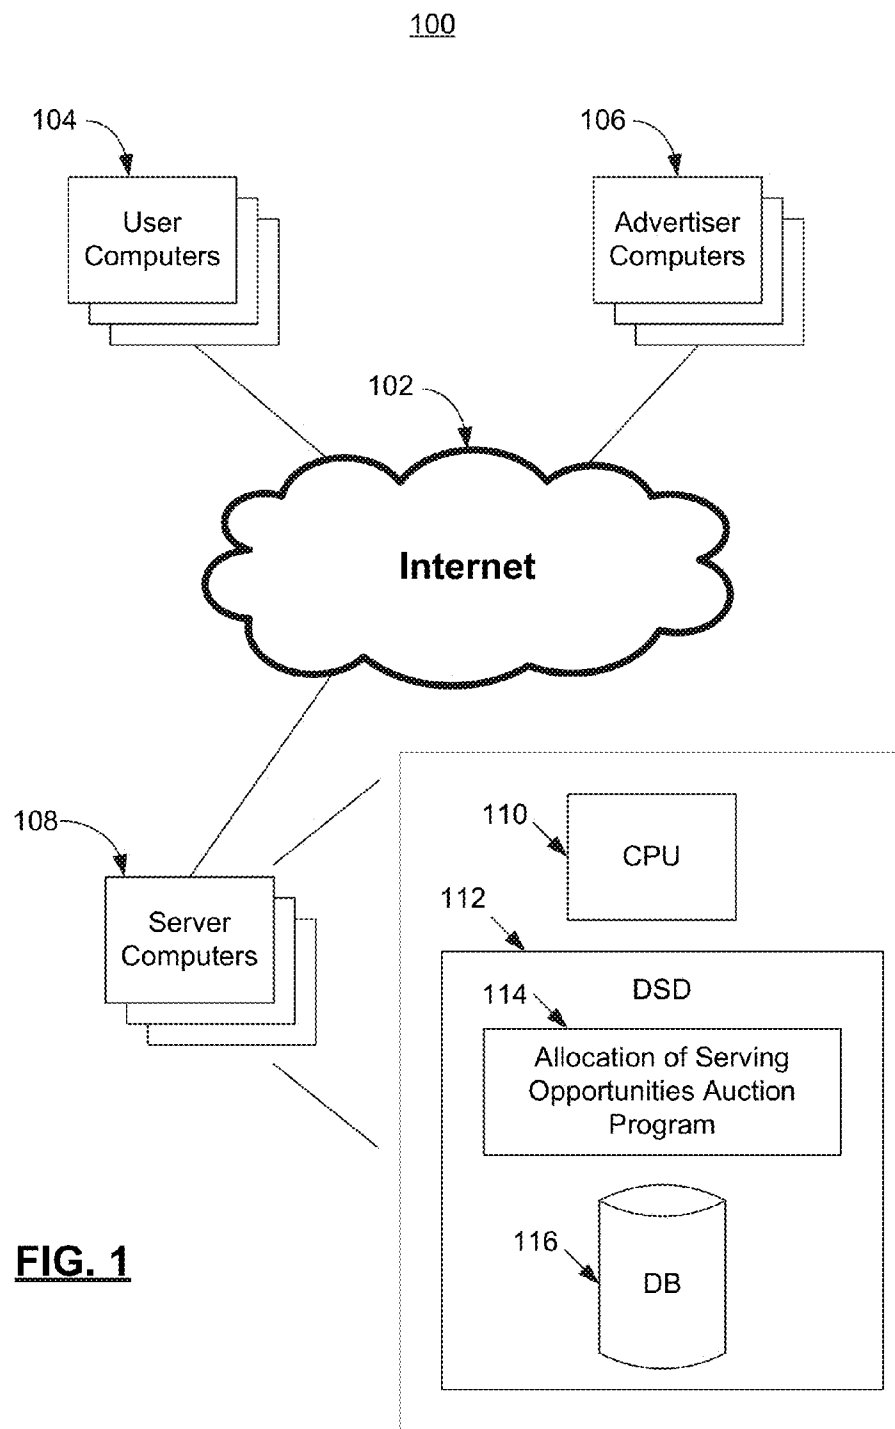 100
104
106
User
Computers
Advertiser
Computers
102
Internet
108
110
CPU
Server
Computers
112
DSD
114
Allocation of Serving
Opportunities Auction
Program
116
DB
FIG. 1